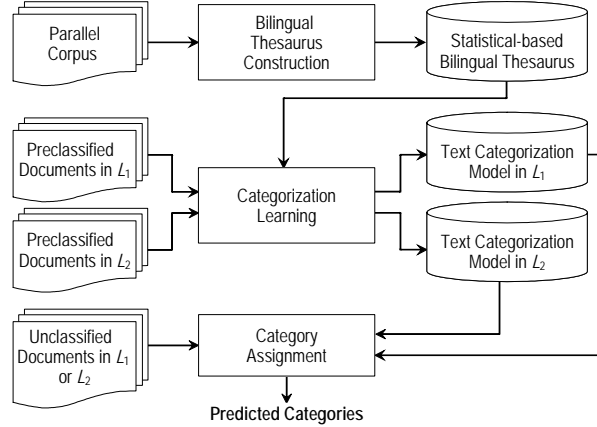 Parallel
Corpus
Bilingual
Thesaurus
Construction
Statistical-based
Bilingual Thesaurus
Preclassified
Documents in L1
Categorization
Learning
Text Categorization
Model in L1
Preclassified
Documents in L2
Text Categorization
Model in L2
Unclassified
Documents in L1
or L2
Category
Assignment
Predicted Categories